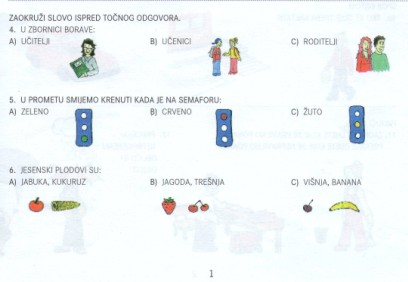 ZAOKRUŽI SLOVO ISPRED TOČNOG ODGOVORA.
4. U ZBORNICI BORAVE:
A) UČITELJI B) UČENICI C) RODITELJI
5. U PROMETU SMIJEMO KRENUTI KADA JE NA SEMAFORU:
A) ZELENO B) CRVENO C) ŽUTO
6. JESENSKI PLODOVI SU:
A) JABUKA, KUKURUZ B) JAGODA, TREŠNJA C) VIŠNJA, BANANA
1